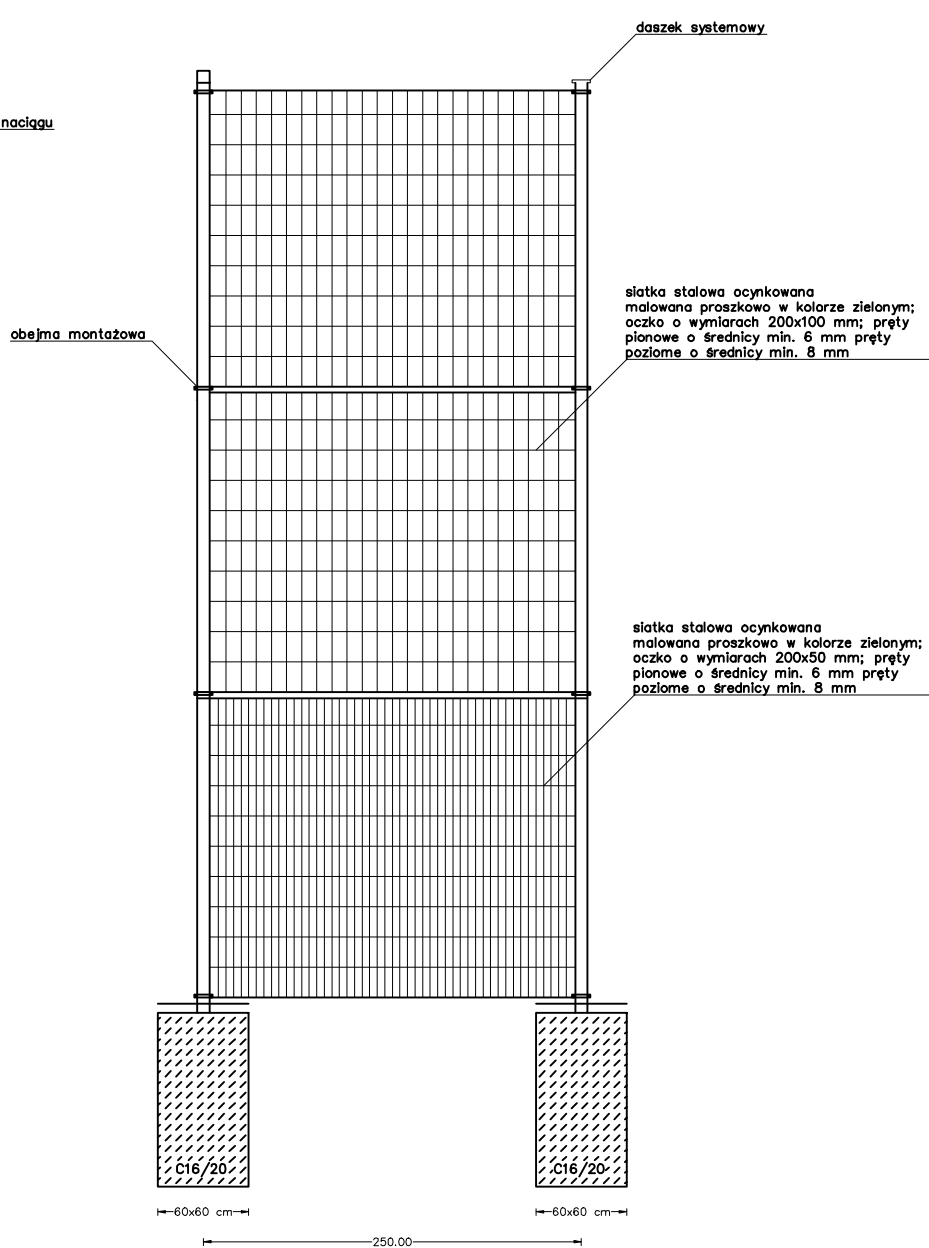 daszek systemowy
naciągu
siatka stalowa ocynkowana
malowana proszkowo w kolorze zielonym;
oczko o wymiarach 200x100 mm; pręty
pionowe o średnicy min. 6 mm pręty
poziome o średnicy min. 8 mm
obejma montażowa
siatka stalowa ocynkowana
malowana proszkowo w kolorze zielonym;
oczko o wymiarach 200x50 mm; pręty
pionowe o średnicy min. 6 mm pręty
poziome o średnicy min. 8 mm
C16/20
C16/20
60x60 cm
60x60 cm
250.00